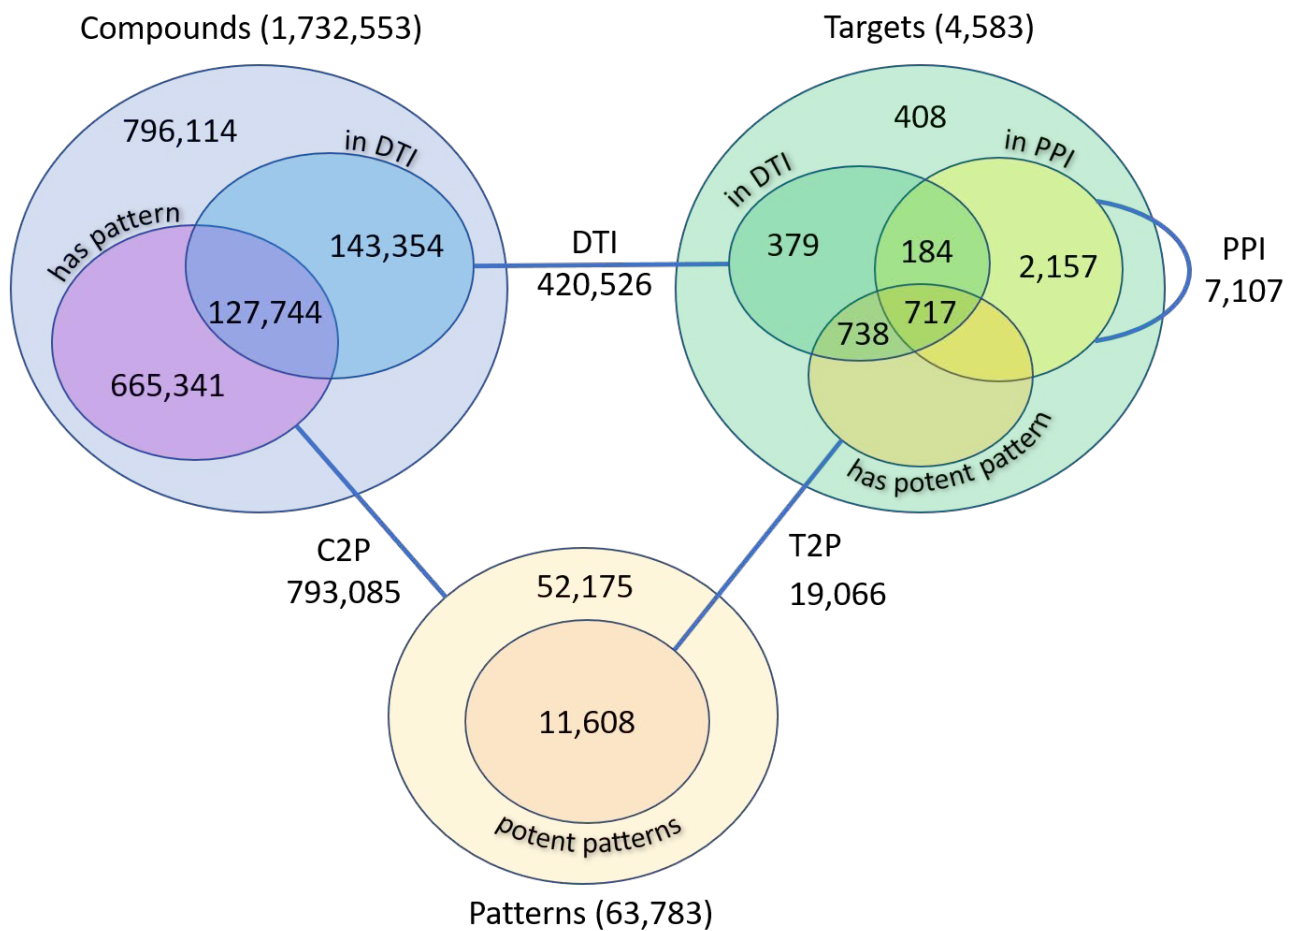 Compounds (1,732,553)
Targets (4,583)
796,114
in DTI
has pattern
143,354
127,744
665,341
408
in DTI
in PPI
379
184
2,157
717
738
has potent pattern
DTI
420,526
PPI
7,107
C2P
793,085
T2P
19,066
52,175
11,608
potent patterns
Patterns (63,783)